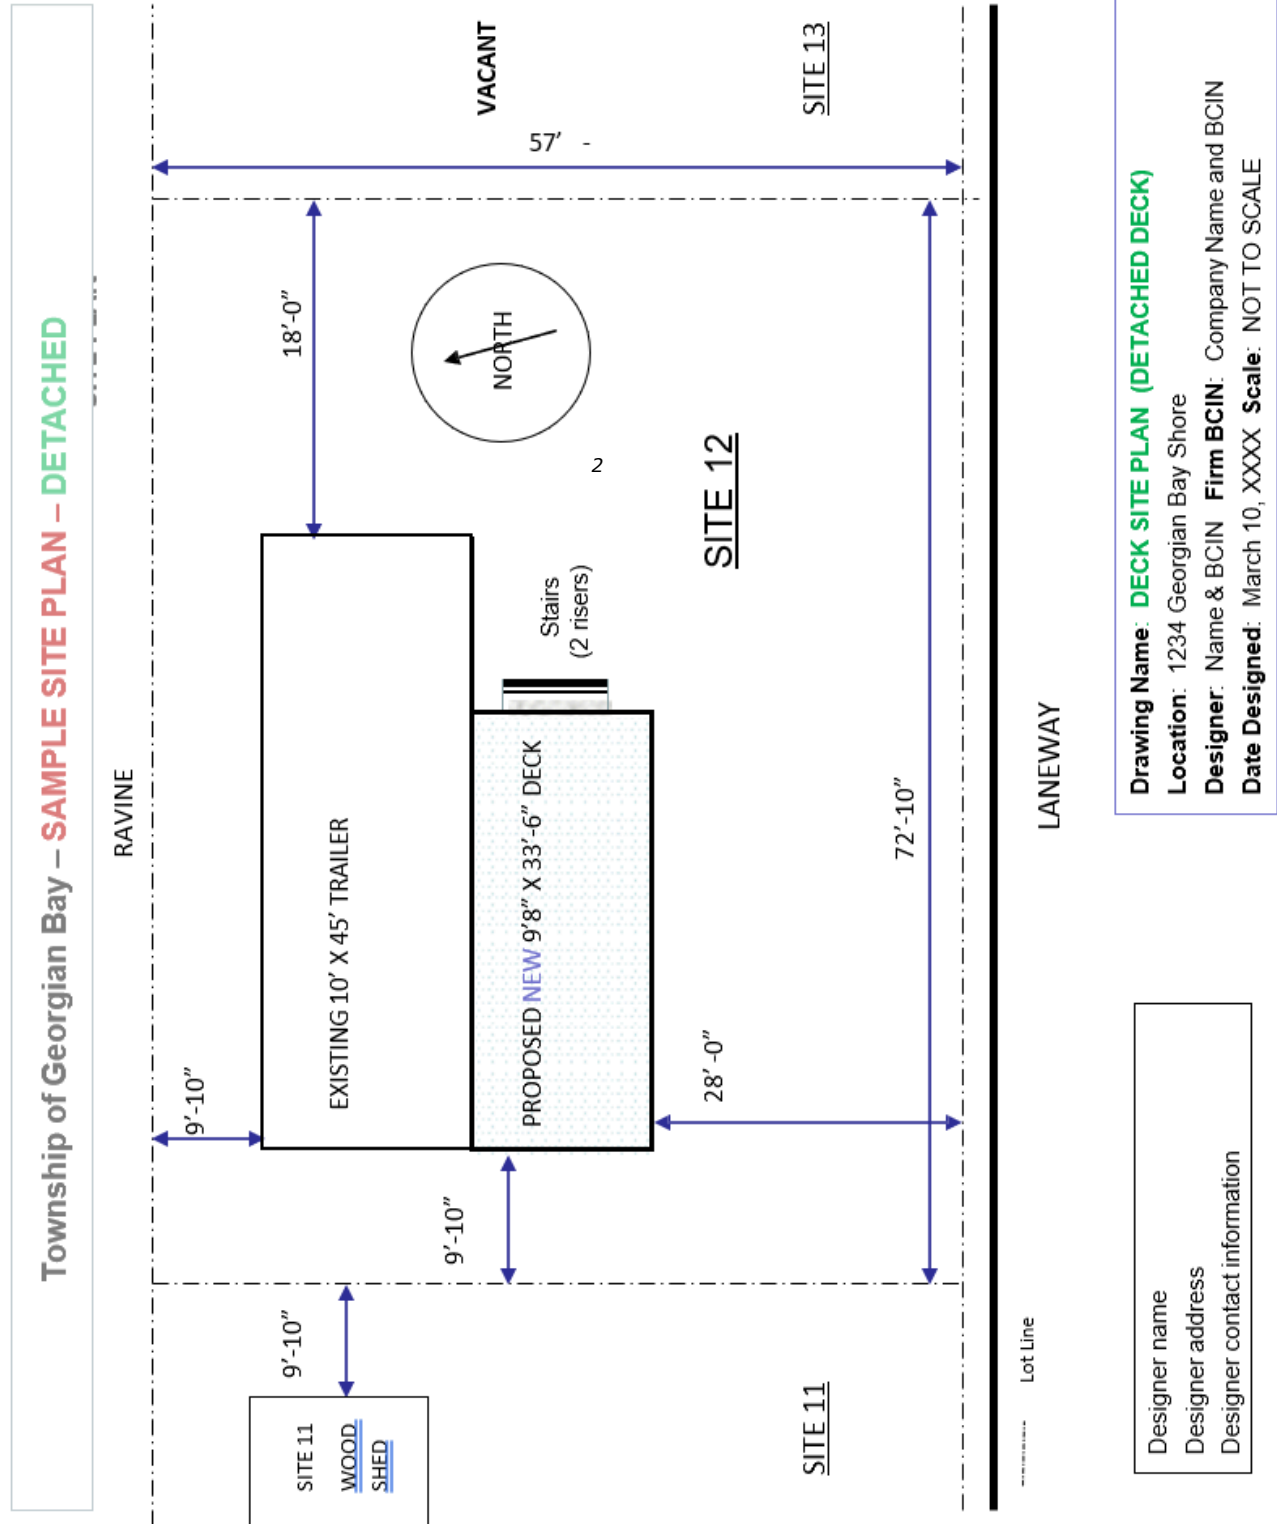 Township of Georgian Bay – SAMPLE SITE PLAN – DETACHED
RAVINE
9’-10”
18’-0”
57’ -
VACANT
SITE 13
EXISTING 10’ X 45’ TRAILER
NORTH
2
SITE 12
Stairs
(2 risers)
PROPOSED NEW 9’8” X 33’-6” DECK
9’-10”
28’ -0”
72’-10”
9’-10”
SITE 11
WOOD
SHED
SITE 11
LANEWAY
Lot Line
Drawing Name: DECK SITE PLAN (DETACHED DECK)
Location: 1234 Georgian Bay Shore
Designer: Name & BCIN Firm BCIN: Company Name and BCIN
Date Designed: March 10, XXXX Scale: NOT TO SCALE
Designer name
Designer address
Designer contact information